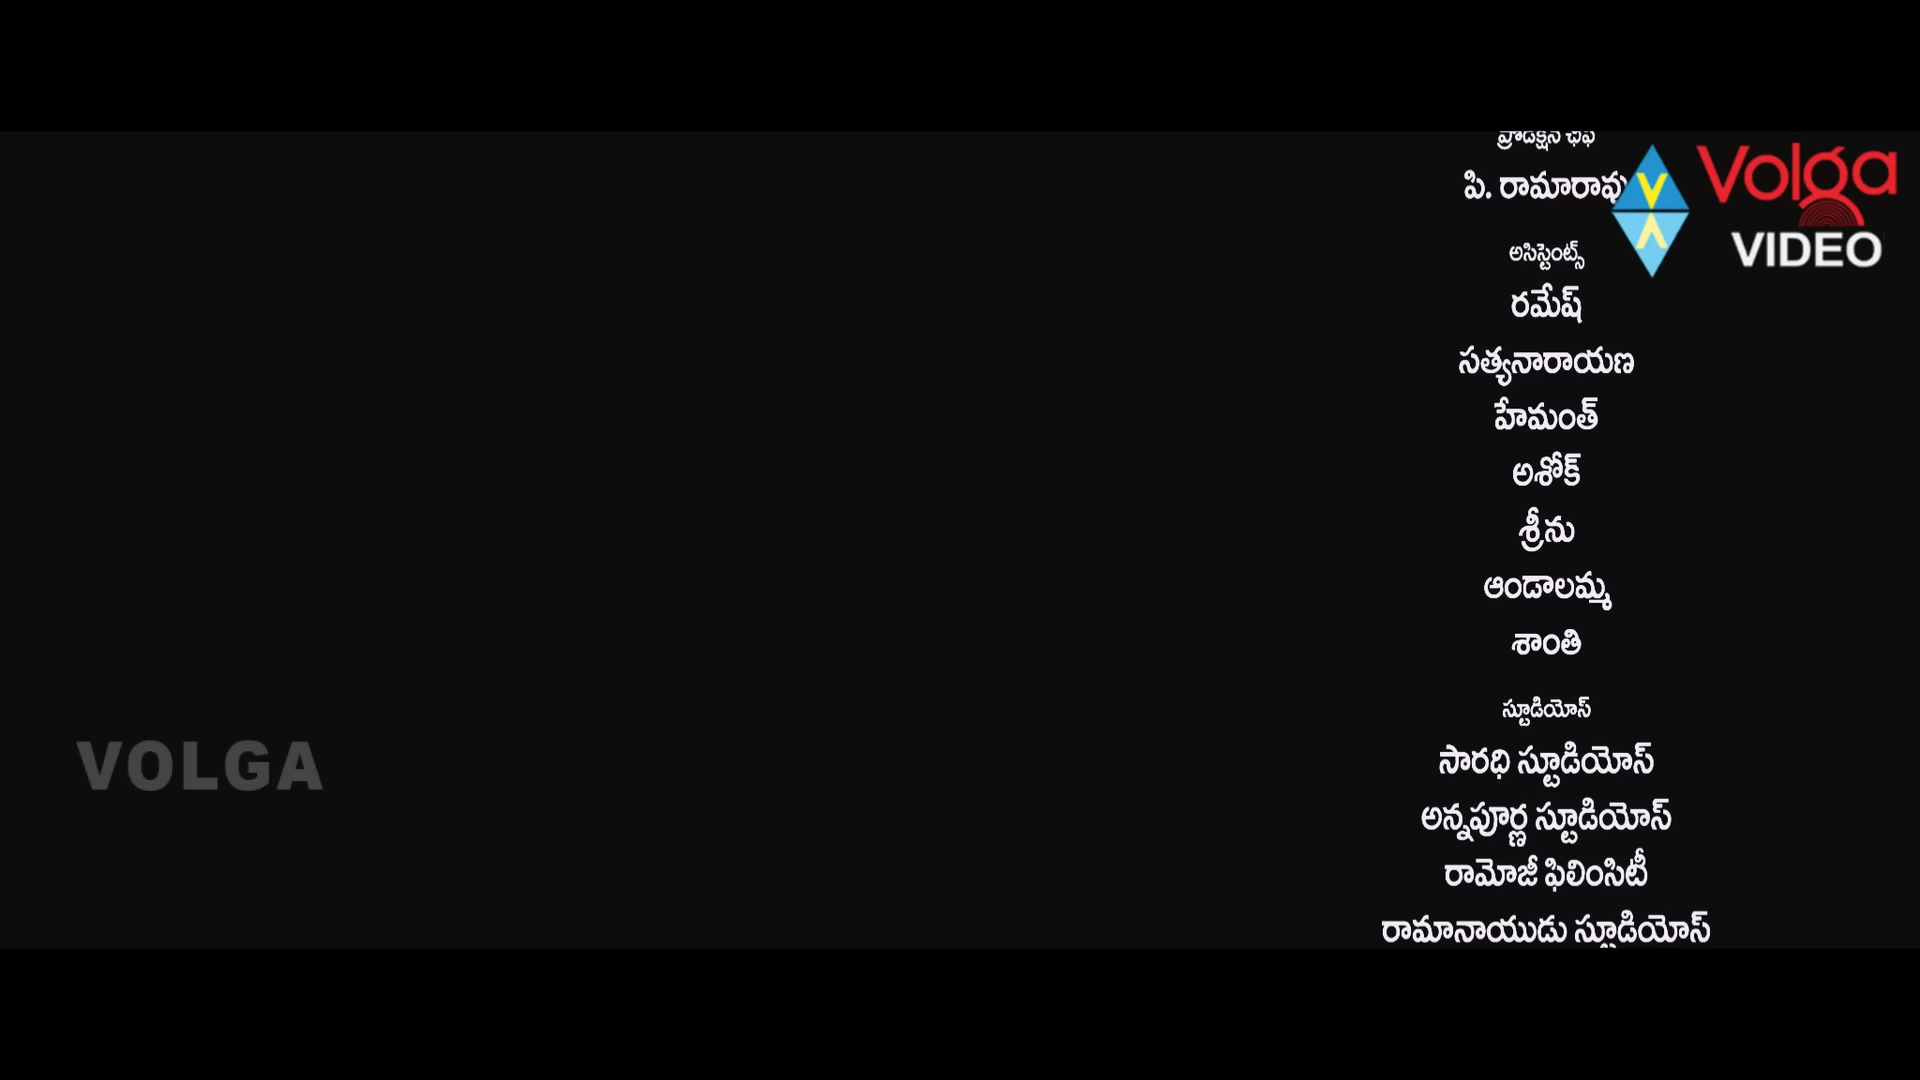 ప్రొడక్షన్ ఛీఫ్
పి. రామారావు
Volga
VIDEO
అసిస్టెంట్స్
రమేష్
సత్యనారాయణ
హేమంత్
అశోక్
శ్రీను
ఆండాలమ్మ
శాంతి
స్టూడియోస్
సారధి స్టూడియోస్
VOLGA
అన్నపూర్ణ స్టూడియోస్
రామోజీ ఫిలింసిటీ
రామానాయుడు స్టూడియోస్